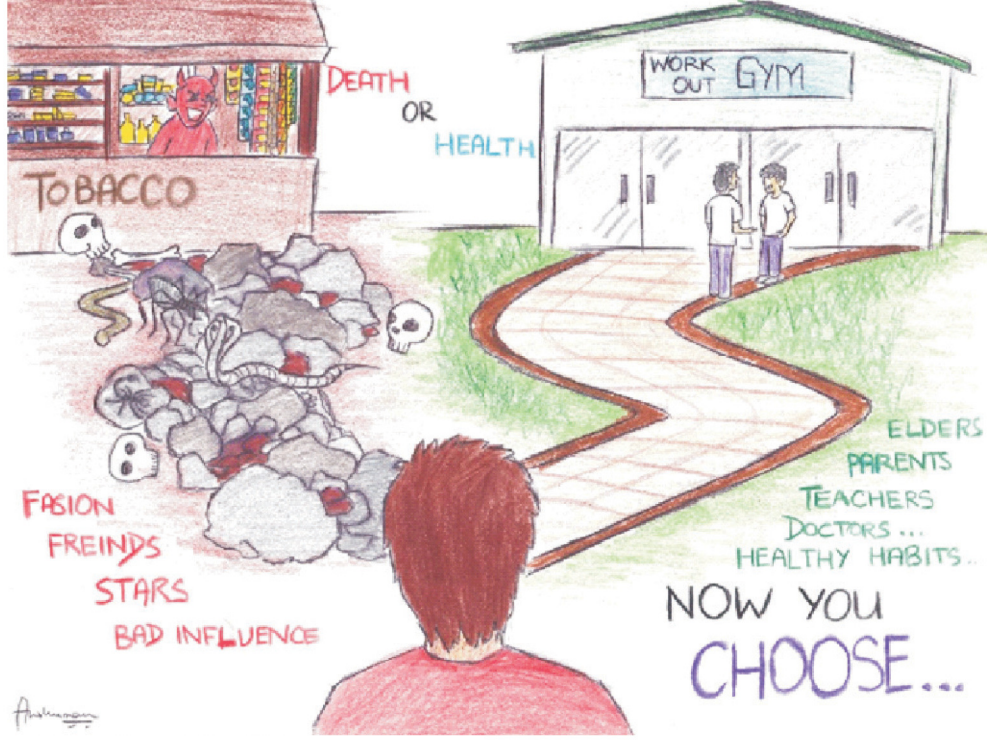 DEATH
OR
HEALTH
WORK
OUT GYM
TOBACCO
FASION
FREINDS
STARS
BAD INFLUENCE
ELDERS
PARENTS
TEACHERS
DOCTORS...
HEALTHY HABITS..
NOW YOU
CHOOSE...